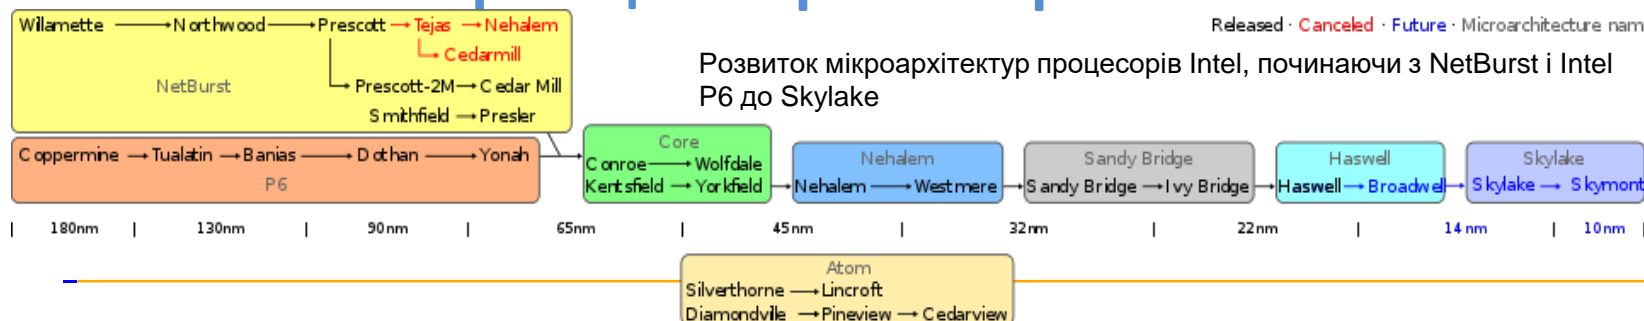 Willamette Northwood Prescott Tejas Nehalem
Cedarmill
NetBurst
Prescott-2M Cedar Mill
Smithfield Presler
Released · Canceled · Future · Microarchitecture nam
Розвиток мікроархітектур процесорів Intel, починаючи з NetBurst і Intel
P6 до Skylake
Coppermine Tualatin Banias Dothan Yonah
P6
Core
Conroe Wolfdale
Kentsfield Yorkfield
Nehalem
Nehalem Westmere
Sandy Bridge
Sandy Bridge Ivy Bridge
Haswell
Haswell Broadwell
Skylake
Skylake Skymont
| 180nm | 130nm | 90nm | 65nm | 45nm | 32nm | 22nm | 14nm | 10nm |
Atom
Silverthorne Lincroft
Diamondville Pineview Cedarview